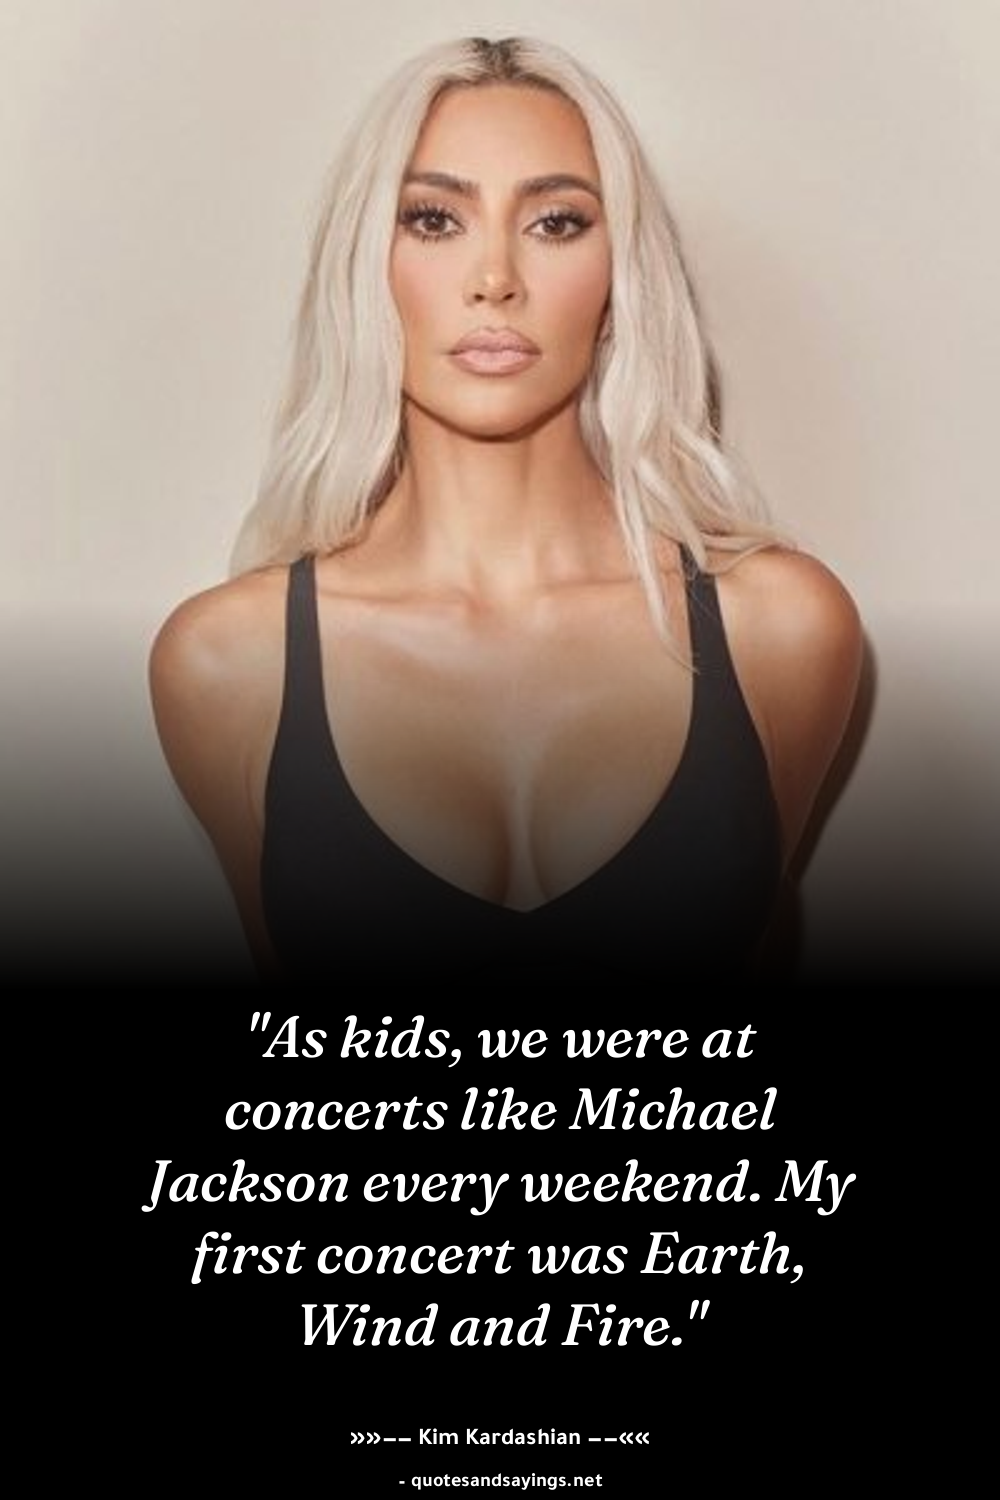 "As kids, we were at
concerts like Michael
Jackson every weekend. My
first concert was Earth,
Wind and Fire."
»»–– Kim Kardashian ––««
- quotesandsayings.net